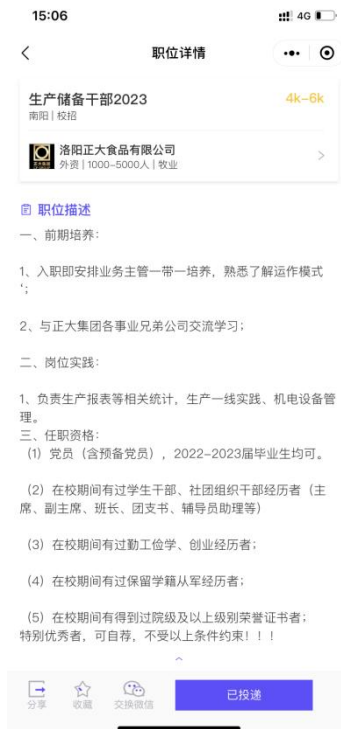 15:06
4G
职位详情
生产储备干部2023
4k-6k
南阳 | 校招
洛阳正大食品有限公司
外资 | 1000-5000人 | 牧业
职位描述
一、前期培养：
1、入职即安排业务主管一带一培养，熟悉了解运作模式
‘；
2、与正大集团各事业兄弟公司交流学习；
二、岗位实践：
1、负责生产报表等相关统计，生产一线实践、机电设备管
理。
三、任职资格：
（1）党员（含预备党员），2022-2023届毕业生均可。
（2）在校期间有过学生干部、社团组织干部经历者（主
席、副主席、班长、团支书、辅导员助理等）
（3）在校期间有过勤工俭学、创业经历者；
（4）在校期间有过保留学籍从军经历者；
（5）在校期间有得到过院级及以上级别荣誉证书者；
特别优秀者，可自荐，不受以上条件约束！！！
分享
收藏
交换微信
已投递